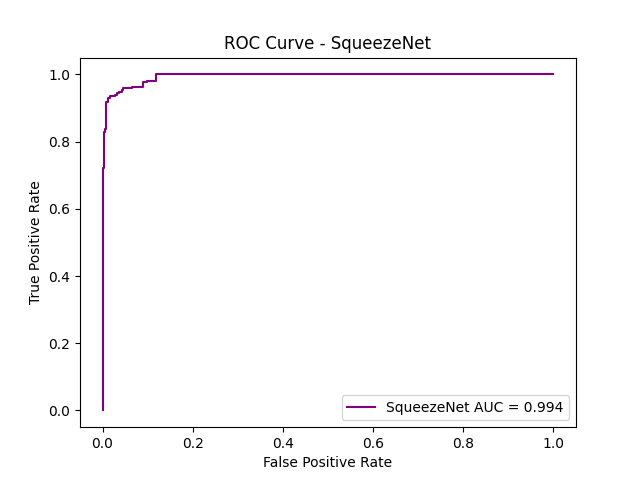 ROC Curve - SqueezeNet
True Positive Rate
1.0
0.8
0.6
0.4
0.2
0.0
0.0 0.2 0.4 0.6 0.8 1.0
False Positive Rate
SqueezeNet AUC = 0.994